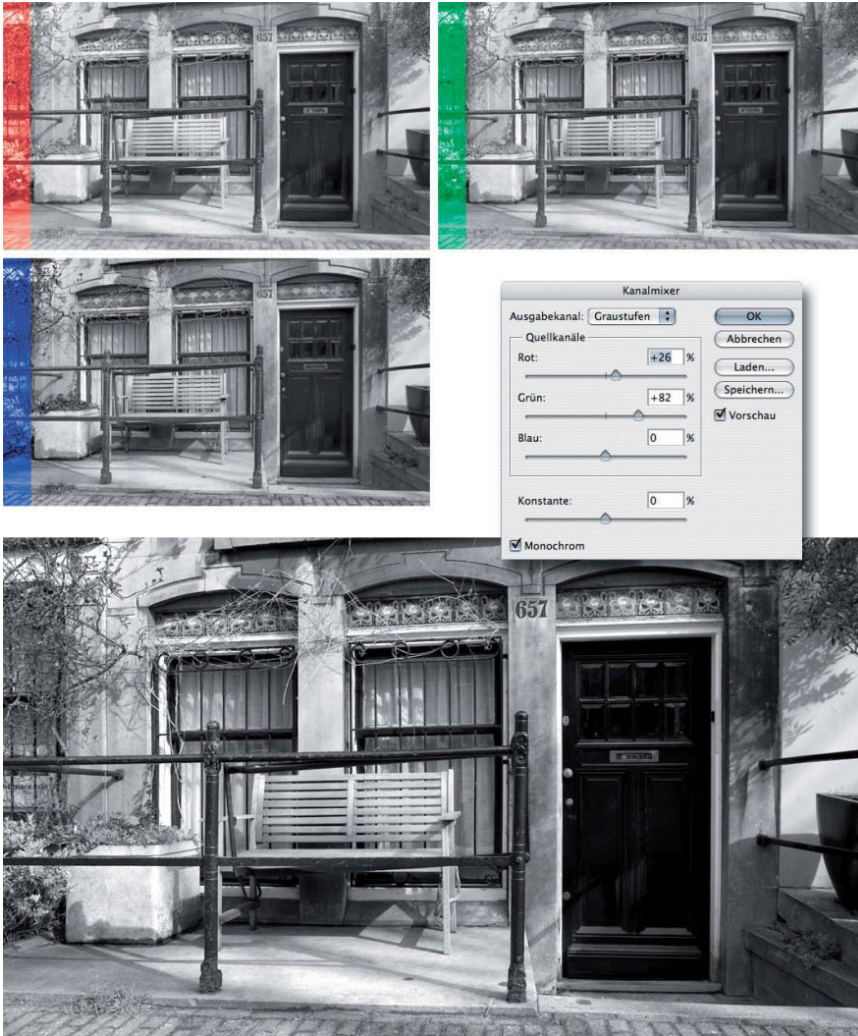 657
657
657
Kanalmixer
Ausgabekanal: Graustufen
OK
Quellkanäle
Abbrechen
Rot: +26 %
Laden...
Grün: +82 %
Speichern...
Vorschau
Blau: 0 %
Konstante: 0 %
Monochrom
657